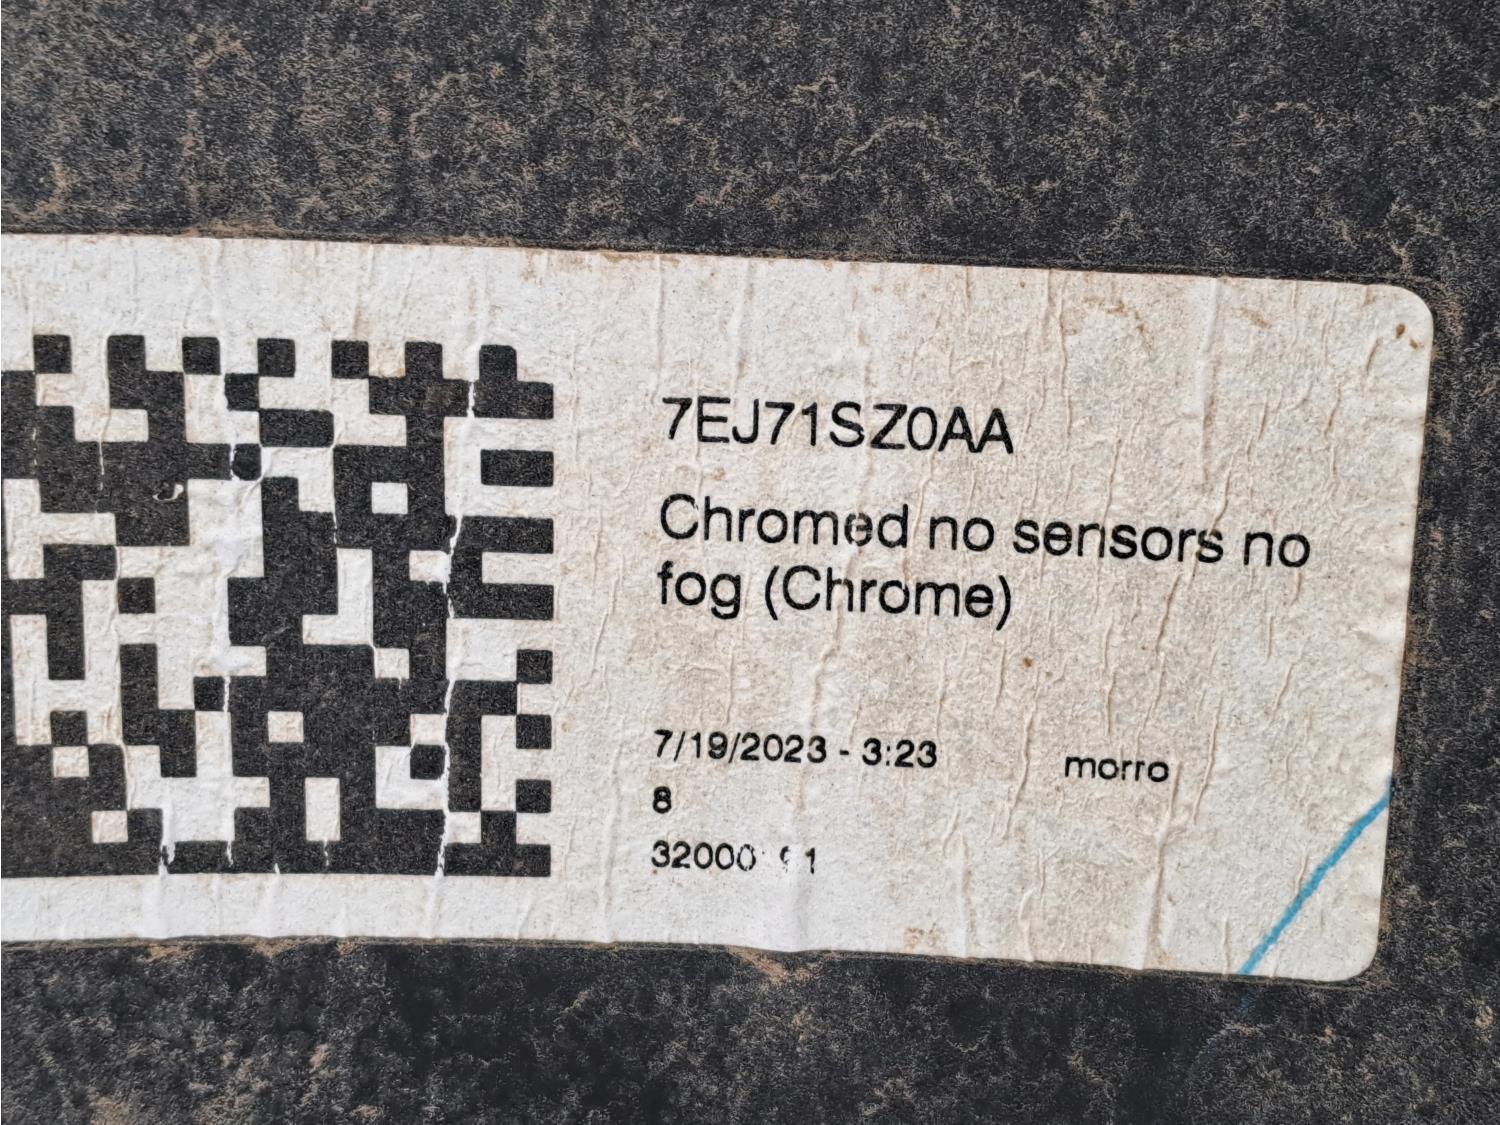 7EJ71SZ0AA
Chromed no sensors no
fog (Chrome)
7/19/2023 - 3:23 morro
8